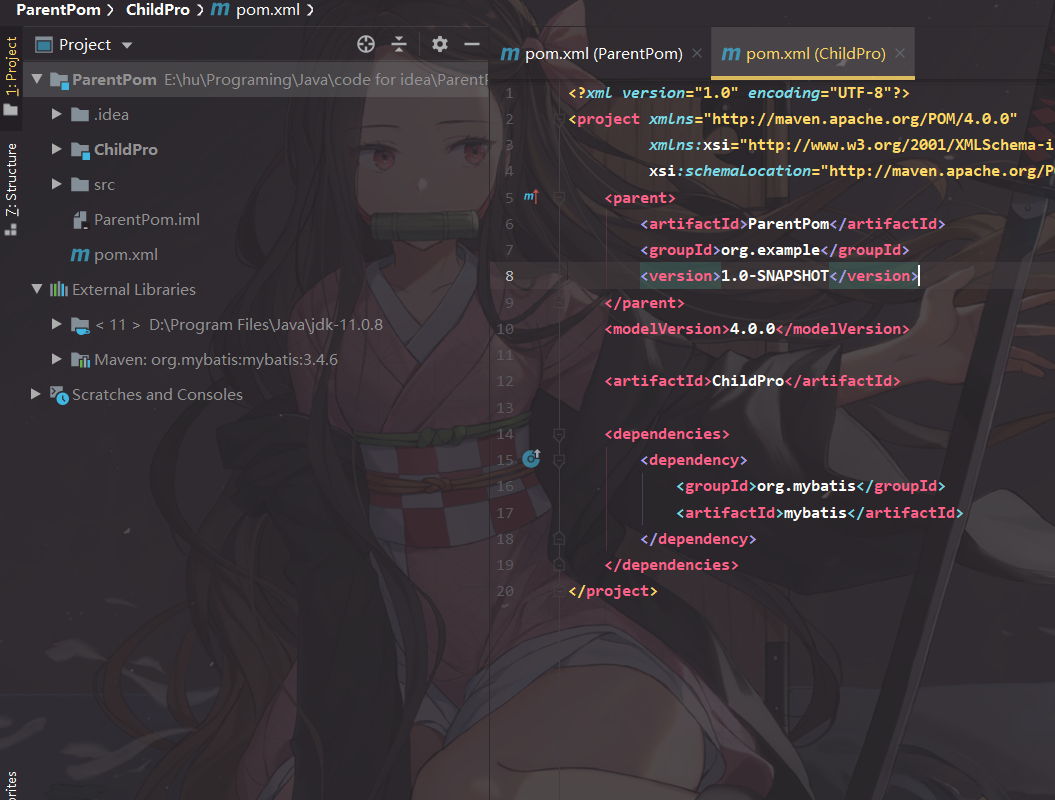 ParentPom > ChildPro > m pom.xml >
1: Project
7: Structure
Project
ParentPom E:\hu\Programing\Java\code for idea\ParentP
.idea
ChildPro
src
ParentPom.iml
m pom.xml
External Libraries
< 11 > D:\Program Files\Java\jdk-11.0.8
Maven: org.mybatis:mybatis:3.4.6
Scratches and Consoles
m pom.xml (ParentPom) ×
m pom.xml (ChildPro) ×
1 <?xml version="1.0" encoding="UTF-8"?>
2 <project xmlns="http://maven.apache.org/POM/4.0.0"
3 xmlns:xsi="http://www.w3.org/2001/XMLSchema-i
4 xsi:schemaLocation="http://maven.apache.org/P
5 <parent>
6 <artifactId>ParentPom</artifactId>
7 <groupId>org.example</groupId>
8 <version>1.0-SNAPSHOT</version>
9 </parent>
10 <modelVersion>4.0.0</modelVersion>
11
12 <artifactId>ChildPro</artifactId>
13
14 <dependencies>
15 <dependency>
16 <groupId>org.mybatis</groupId>
17 <artifactId>mybatis</artifactId>
18 </dependency>
19 </dependencies>
20 </project>
orites